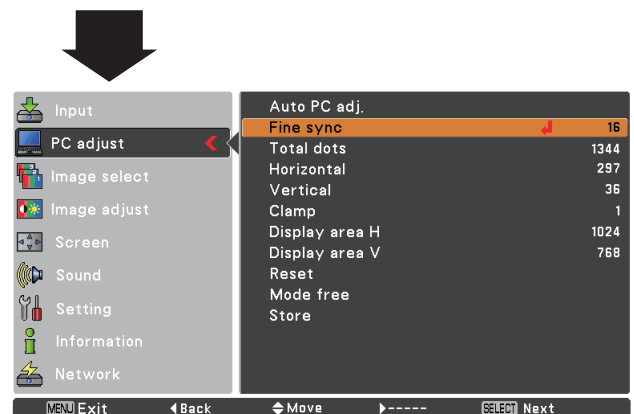 Input
PC adjust
Image select
Image adjust
Screen
Sound
Setting
Information
Network
Auto PC adj.
Fine sync 16
Total dots 1344
Horizontal 297
Vertical 36
Clamp 1
Display area H 1024
Display area V 768
Reset
Mode free
Store
MENU Exit ◀Back ◆Move ▶----- SELECT Next